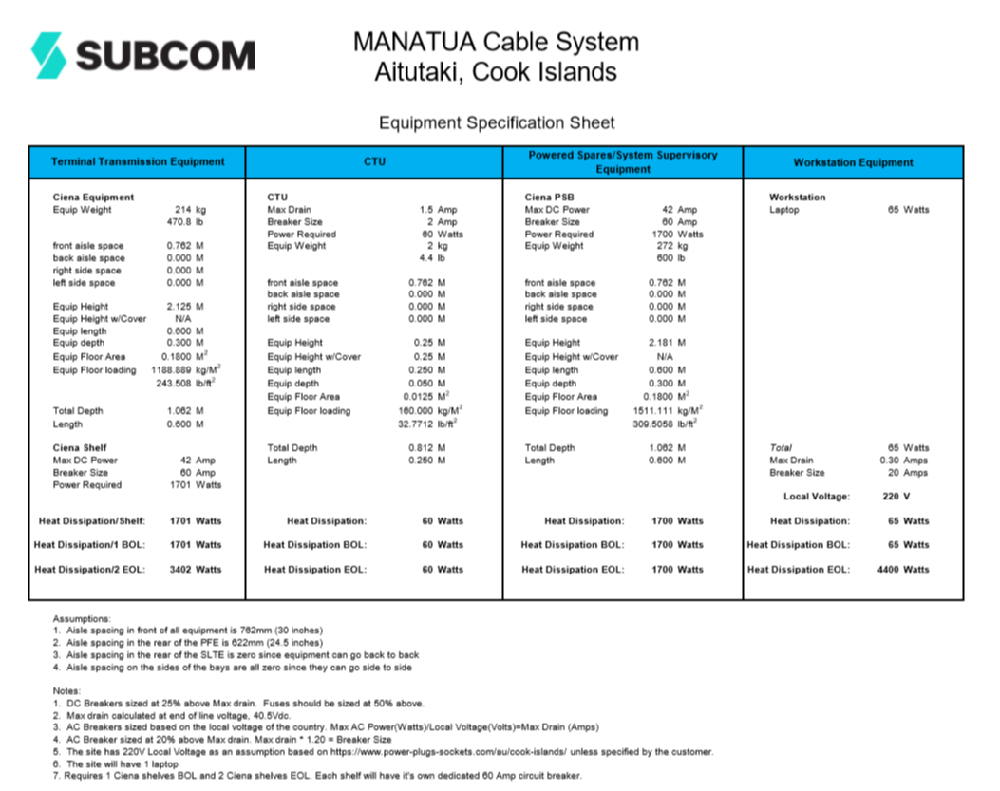 SUBCOM
MANATUA Cable System
Aitutaki, Cook Islands
Equipment Specification Sheet
Terminal Transmission Equipment
Ciena Equipment
Equip Weight 214 kg
470.8 lb
front aisle space 0.762 M
back aisle space 0.000 M
right side space 0.000 M
left side space 0.000 M
Equip Height 2.125 M
Equip Height w/Cover N/A
Equip length 0.600 M
Equip depth 0.300 M
Equip Floor Area 0.1800 M²
Equip Floor loading 1188.889 kg/M²
243.508 lb/ft²
Total Depth 1.062 M
Length 0.600 M
Ciena Shelf
Max DC Power 42 Amp
Breaker Size 60 Amp
Power Required 1701 Watts
Heat Dissipation/Shelf: 1701 Watts
Heat Dissipation/1 BOL: 1701 Watts
Heat Dissipation/2 EOL: 3402 Watts
CTU
CTU
Max Drain 1.5 Amp
Breaker Size 2 Amp
Power Required 60 Watts
Equip Weight 2 kg
4.4 lb
front aisle space 0.762 M
back aisle space 0.000 M
right side space 0.000 M
left side space 0.000 M
Equip Height 0.25 M
Equip Height w/Cover 0.25 M
Equip length 0.250 M
Equip depth 0.050 M
Equip Floor Area 0.0125 M²
Equip Floor loading 160.000 kg/M²
32.7712 lb/ft²
Total Depth 0.812 M
Length 0.250 M
Heat Dissipation: 60 Watts
Heat Dissipation BOL: 60 Watts
Heat Dissipation EOL: 60 Watts
Powered Spares/System Supervisory
Equipment
Ciena PSB
Max DC Power 42 Amp
Breaker Size 60 Amp
Power Required 1700 Watts
Equip Weight 272 kg
600 lb
front aisle space 0.762 M
back aisle space 0.000 M
right side space 0.000 M
left side space 0.000 M
Equip Height 2.181 M
Equip Height w/Cover N/A
Equip length 0.600 M
Equip depth 0.300 M
Equip Floor Area 0.1800 M²
Equip Floor loading 1511.111 kg/M²
309.5058 lb/ft²
Total Depth 1.062 M
Length 0.600 M
Heat Dissipation: 1700 Watts
Heat Dissipation BOL: 1700 Watts
Heat Dissipation EOL: 1700 Watts
Workstation Equipment
Workstation
Laptop 65 Watts
Total 65 Watts
Max Drain 0.30 Amps
Breaker Size 20 Amps
Local Voltage: 220 V
Heat Dissipation: 65 Watts
Heat Dissipation BOL: 65 Watts
Heat Dissipation EOL: 4400 Watts
Assumptions:
1. Aisle spacing in front of all equipment is 762mm (30 inches)
2. Aisle spacing in the rear of the PFE is 622mm (24.5 inches)
3. Aisle spacing in the rear of the SLTE is zero since equipment can go back to back
4. Aisle spacing on the sides of the bays are all zero since they can go side to side
Notes:
1. DC Breakers sized at 25% above Max drain. Fuses should be sized at 50% above.
2. Max drain calculated at end of line voltage, 40.5Vdc.
3. AC Breakers sized based on the local voltage of the country. Max AC Power(Watts)/Local Voltage(Volts)=Max Drain (Amps)
4. AC Breaker sized at 20% above Max drain. Max drain * 1.20 = Breaker Size
5. The site has 220V Local Voltage as an assumption based on https://www.power-plugs-sockets.com/au/cook-islands/ unless specified by the customer.
6. The site will have 1 laptop
7. Requires 1 Ciena shelves BOL and 2 Ciena shelves EOL. Each shelf will have it's own dedicated 60 Amp circuit breaker.